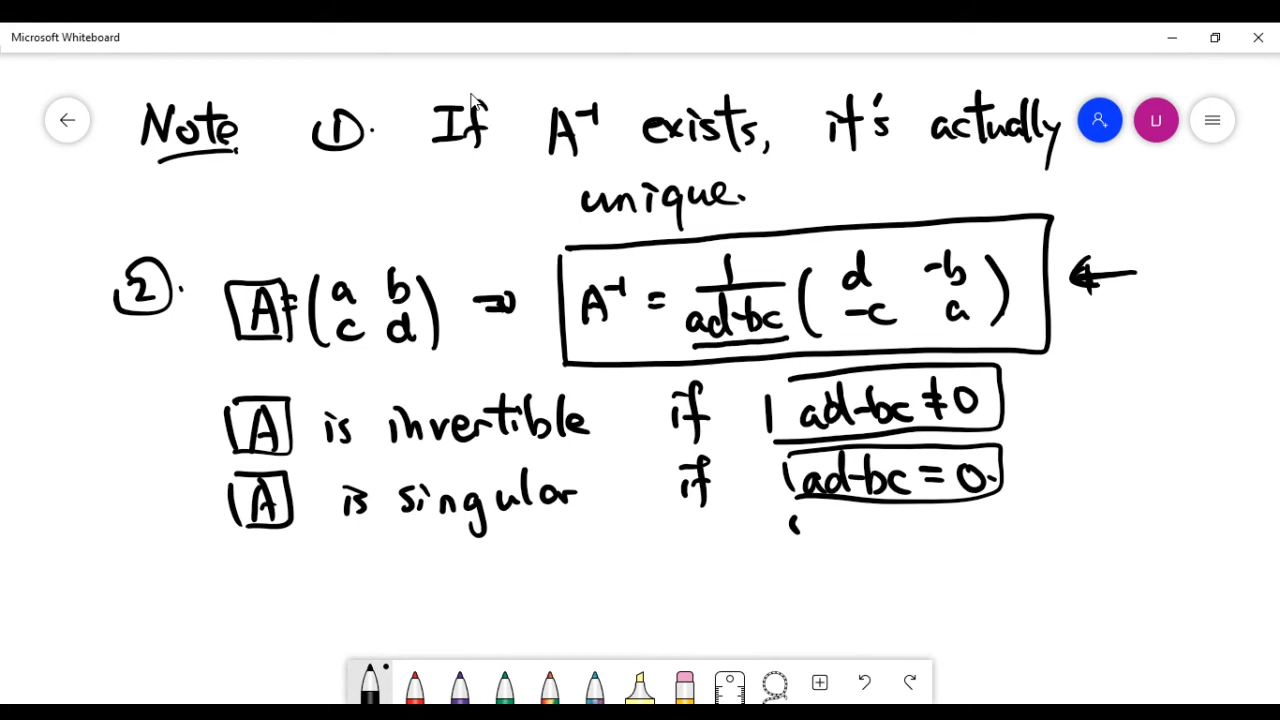 Microsoft Whiteboard
Note ①. If A⁻¹ exists, it's actually
unique.
②. A = (a b; c d) ⇒ A⁻¹ = 1/(ad-bc) (d -b; -c a) ←
A is invertible if ad-bc ≠ 0
A is singular if ad-bc = 0.
U